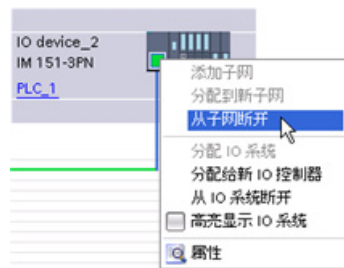 IO device_2
IM 151-3PN
PLC_1
添加子网
分配到新子网
从子网断开
分配 IO 系统
分配给新 IO 控制器
从 IO 系统断开
高亮显示 IO 系统
属性